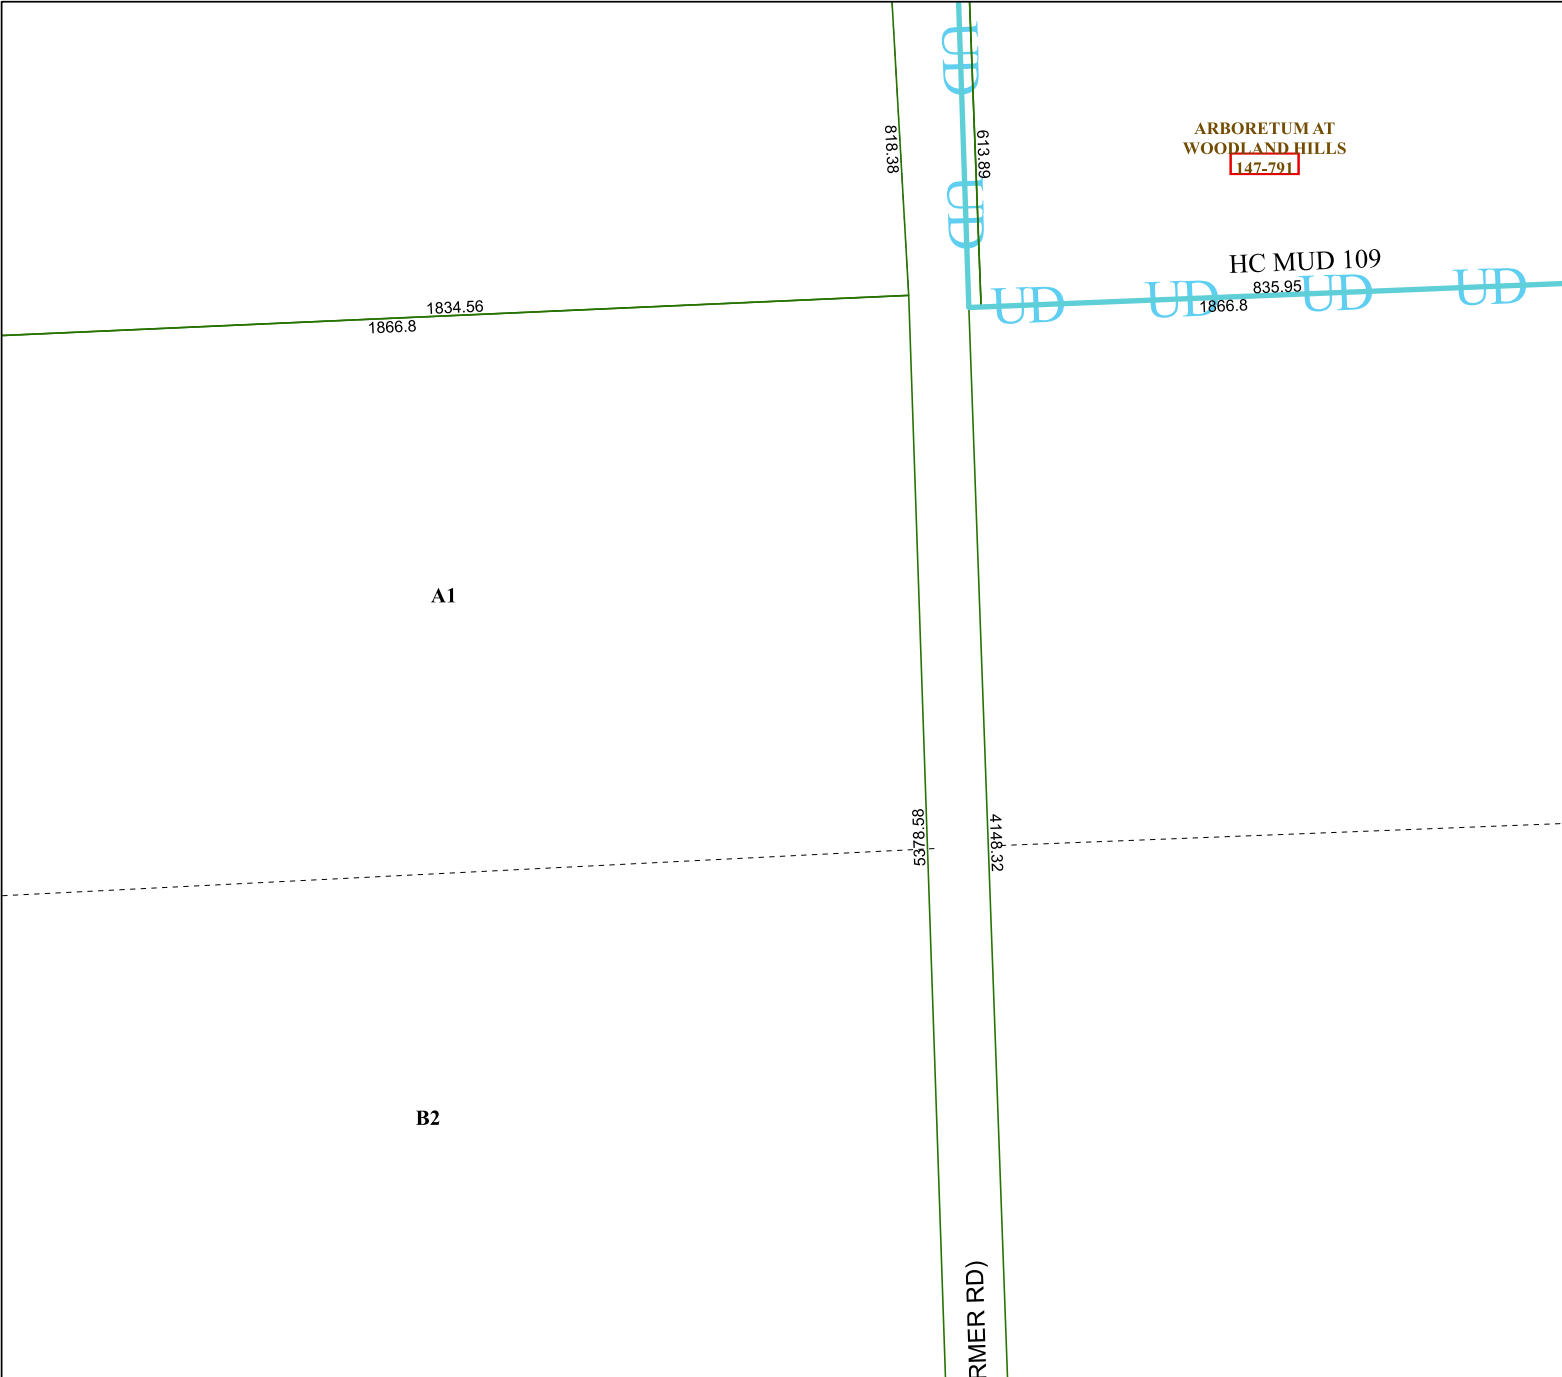 UD
818.38
613.89
ARBORETUM AT
WOODLAND HILLS
147-791
UD
HC MUD 109
835.95
UD
UD
UD
UD
1866.8
1834.56
1866.8
A1
5378.58
4148.32
B2
RMER RD)